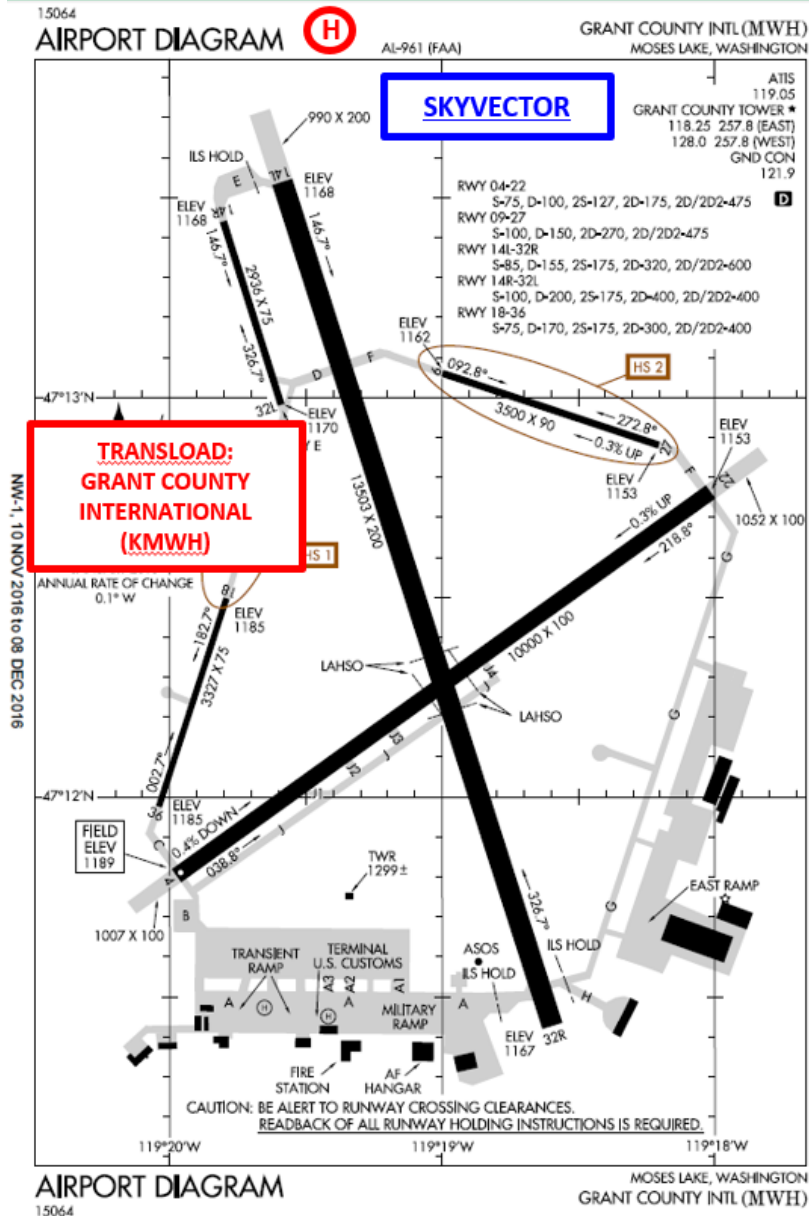 15064
AIRPORT DIAGRAM
H
AL-961 (FAA)
GRANT COUNTY INTL (MWH)
MOSES LAKE, WASHINGTON
SKYVECTOR
ATIS
119.05
GRANT COUNTY TOWER ★
118.25 257.8 (EAST)
128.0 257.8 (WEST)
GND CON
121.9
D
990 X 200
ILS HOLD
E
14L
ELEV
1168
ELEV
1168
14R
146.7°
146.7°
RWY 04-22
S-75, D-100, 2S-127, 2D-175, 2D/2D2-475
RWY 09-27
S-100, D-150, 2D-270, 2D/2D2-475
RWY 14L-32R
S-85, D-155, 2S-175, 2D-320, 2D/2D2-600
RWY 14R-32L
S-100, D-200, 2S-175, 2D-400, 2D/2D2-400
RWY 18-36
S-75, D-170, 2S-175, 2D-300, 2D/2D2-400
2936 X 75
326.7°
ELEV
1162
D
F
9
092.8°
HS 2
47°13'N
32L
ELEV
1170
E
3500 X 90
272.8°
0.3% UP
27
ELEV
1153
ELEV
1153
F
22
1052 X 100
TRANSLOAD:
GRANT COUNTY
INTERNATIONAL
(KMWH)
13503 X 200
0.3% UP
218.8°
G
HS 1
ANNUAL RATE OF CHANGE
0.1° W
18
ELEV
1185
182.7°
3327 X 75
10000 X 100
LAHSO
J4
J
LAHSO
G
J3
J
J2
002.7°
47°12'N
J1
36
ELEV
1185
0.4% DOWN
FIELD
ELEV
1189
C
038.8°
J
4
TWR
1299±
B
1007 X 100
326.7°
G
EAST RAMP
TRANSIENT
RAMP
TERMINAL
U.S. CUSTOMS
A3
A2
A1
ASOS
ILS HOLD
ILS HOLD
A
H
H
A
MILITARY
RAMP
A
H
ELEV
1167
32R
FIRE
STATION
AF
HANGAR
CAUTION: BE ALERT TO RUNWAY CROSSING CLEARANCES.
READBACK OF ALL RUNWAY HOLDING INSTRUCTIONS IS REQUIRED.
119°20'W
119°19'W
119°18'W
NW-1, 10 NOV 2016 to 08 DEC 2016
AIRPORT DIAGRAM
15064
MOSES LAKE, WASHINGTON
GRANT COUNTY INTL (MWH)